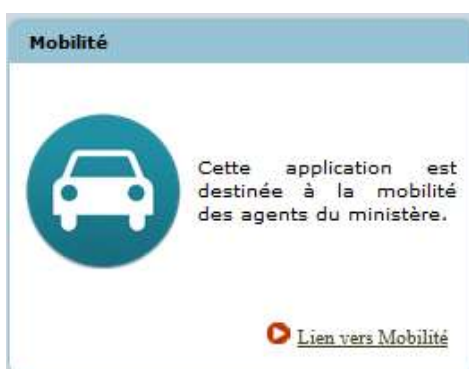 Mobilité
Cette application est
destinée à la mobilité
des agents du ministère.
Lien vers Mobilité